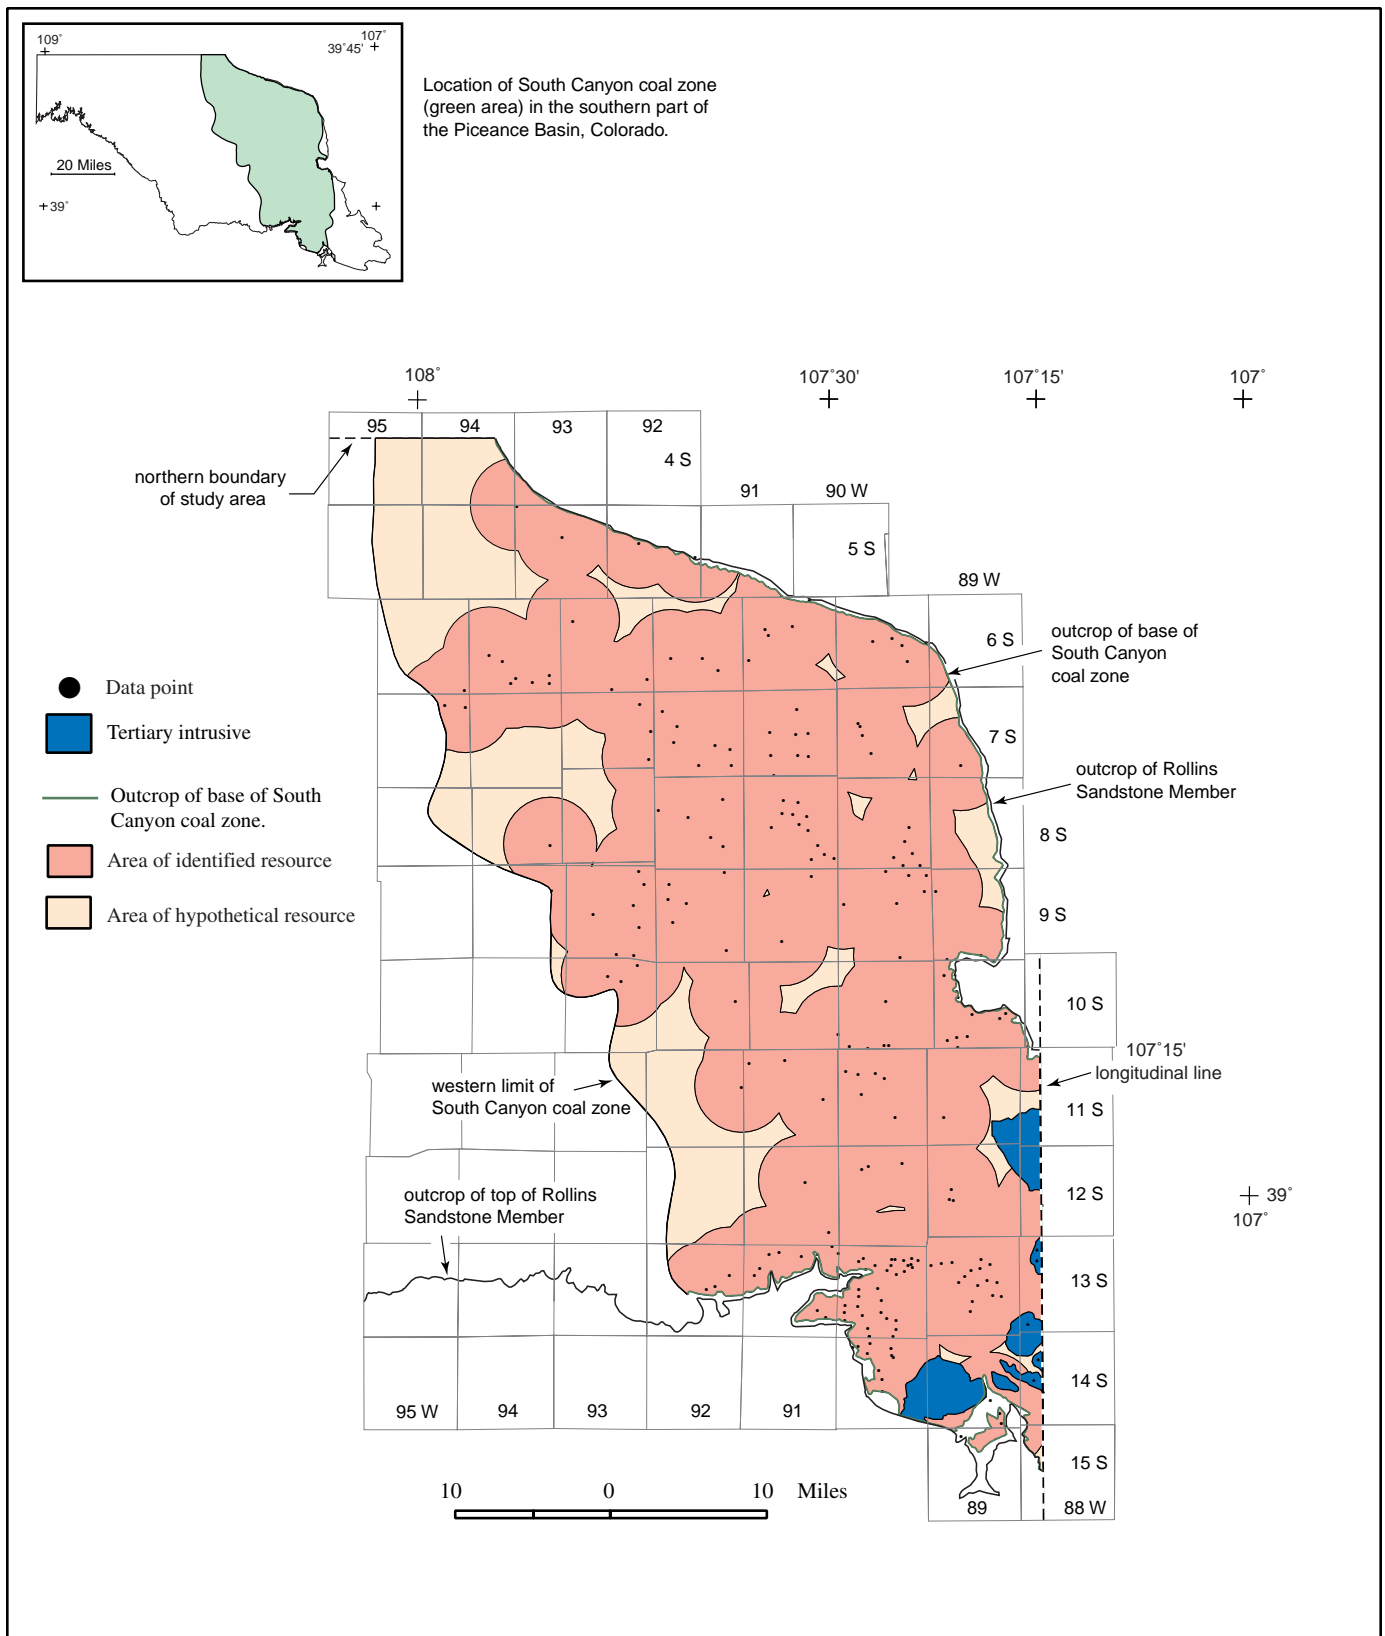 109°
107°
39°45'
20 Miles
39°
Location of South Canyon coal zone
(green area) in the southern part of
the Piceance Basin, Colorado.
108°
107°30'
107°15'
107°
95
94
93
92
4 S
91
90 W
northern boundary
of study area
5 S
89 W
6 S
outcrop of base of
South Canyon
coal zone
Data point
Tertiary intrusive
7 S
outcrop of Rollins
Sandstone Member
Outcrop of base of South
Canyon coal zone.
8 S
Area of identified resource
Area of hypothetical resource
9 S
10 S
107°15'
longitudinal line
western limit of
South Canyon coal zone
11 S
outcrop of top of Rollins
Sandstone Member
12 S
39°
107°
13 S
14 S
95 W
94
93
92
91
15 S
10
0
10
Miles
89
88 W